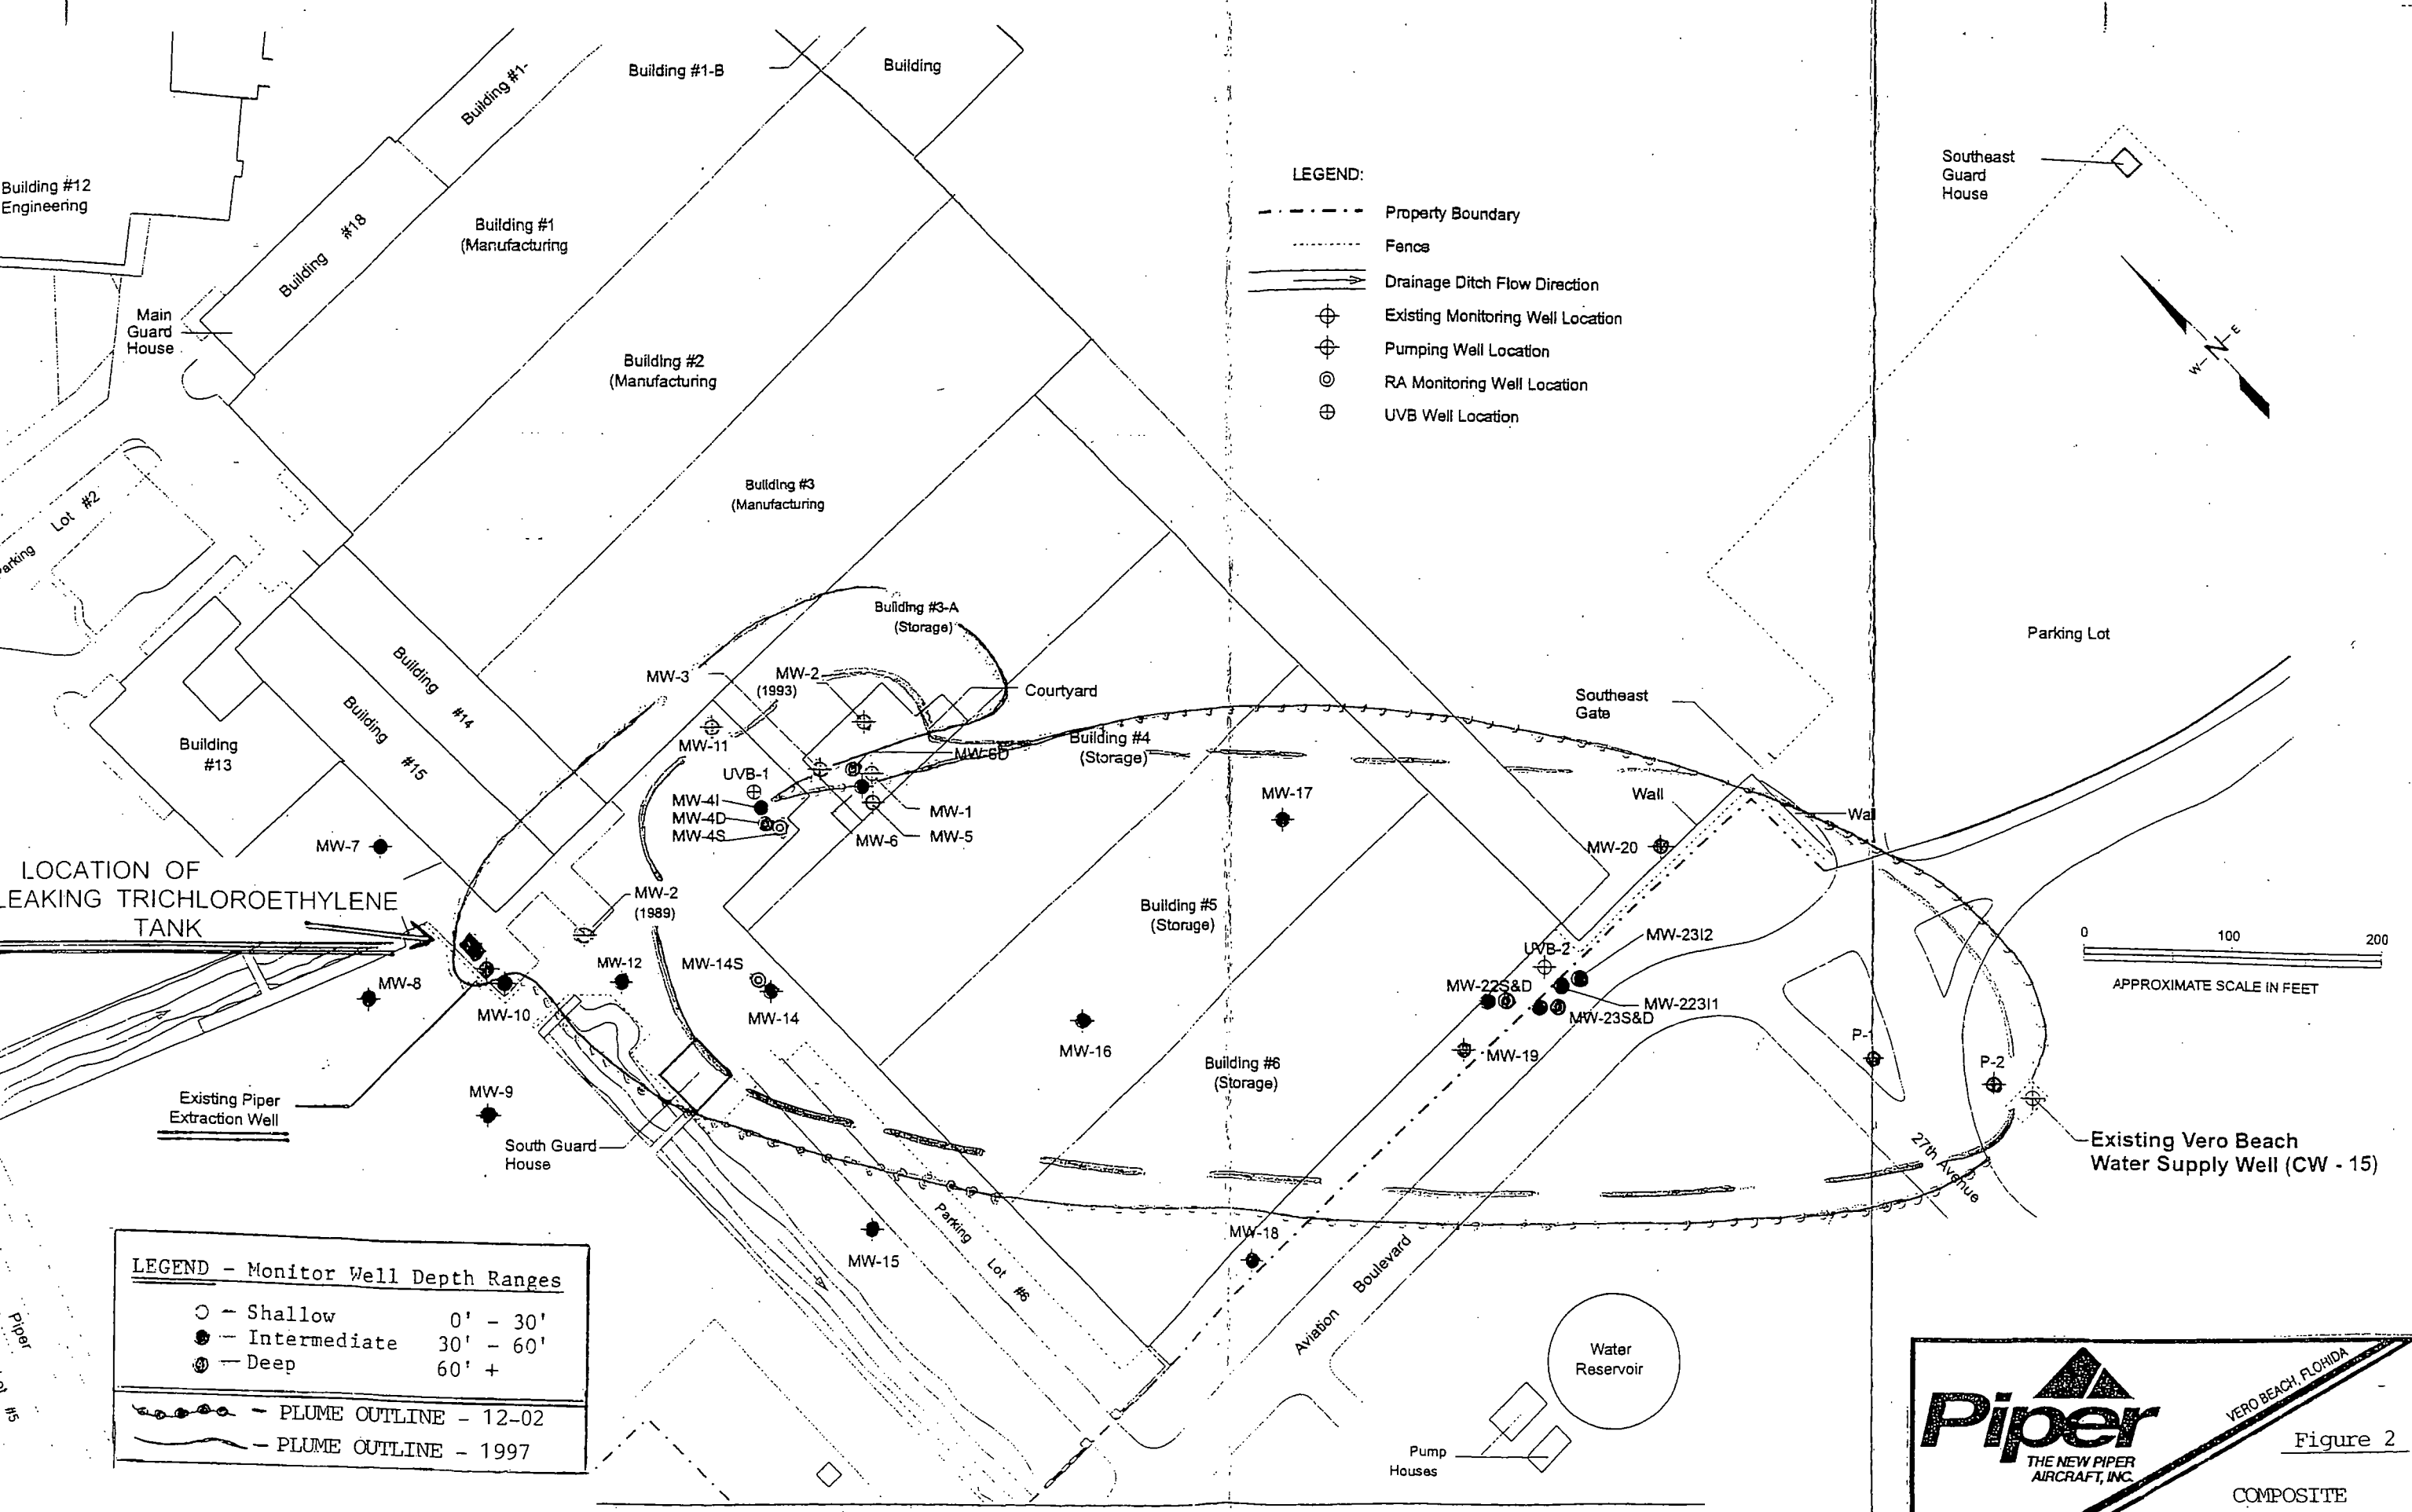 Building #1-
Building #1-B
Building
Building #12
Engineering
Building #18
Building #1
(Manufacturing
Main
Guard
House
Building #2
(Manufacturing
Lot #2
Building #3
(Manufacturing
LEGEND:
Property Boundary
Fence
Drainage Ditch Flow Direction
Existing Monitoring Well Location
Pumping Well Location
RA Monitoring Well Location
UVB Well Location
Southeast
Guard
House
W N E
Parking Lot
Building #3-A
(Storage)
Building #14
Building #15
Building
#13
MW-3
MW-2
(1993)
Courtyard
MW-11
UVB-1
MW-4I
MW-4D
MW-4S
MW-6D
MW-1
MW-6
MW-5
Building #4
(Storage)
Southeast
Gate
Wall
Wall
MW-17
MW-20
MW-7
LOCATION OF
LEAKING TRICHLOROETHYLENE
TANK
MW-2
(1989)
MW-12
MW-14S
MW-14
MW-8
MW-10
Building #5
(Storage)
UVB-2
MW-23I2
MW-22S&D
MW-223I1
MW-23S&D
MW-19
MW-16
Building #6
(Storage)
0 100 200
APPROXIMATE SCALE IN FEET
P-1
P-2
Existing Piper
Extraction Well
MW-9
South Guard
House
27th Avenue
Existing Vero Beach
Water Supply Well (CW - 15)
MW-15
Parking Lot #6
MW-18
Aviation Boulevard
Water
Reservoir
Pump
Houses
Piper
#5
LEGEND - Monitor Well Depth Ranges
- Shallow 0' - 30'
- Intermediate 30' - 60'
- Deep 60' +
- PLUME OUTLINE - 12-02
- PLUME OUTLINE - 1997
Piper
THE NEW PIPER
AIRCRAFT, INC.
VERO BEACH, FLORIDA
Figure 2
COMPOSITE